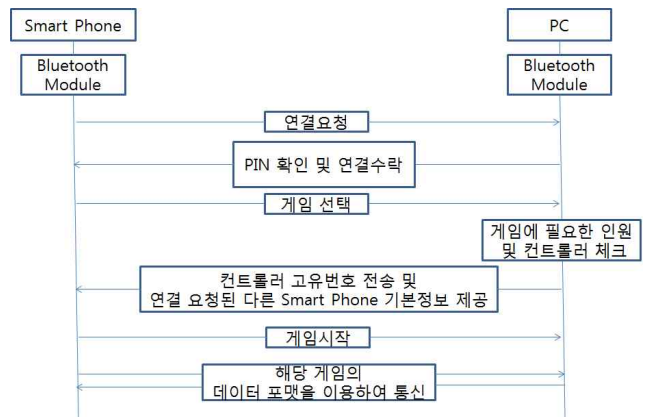 Smart Phone
PC
Bluetooth
Module
Bluetooth
Module
연결요청
PIN 확인 및 연결수락
게임 선택
게임에 필요한 인원
및 컨트롤러 체크
컨트롤러 고유번호 전송 및
연결 요청된 다른 Smart Phone 기본정보 제공
게임시작
해당 게임의
데이터 포맷을 이용하여 통신